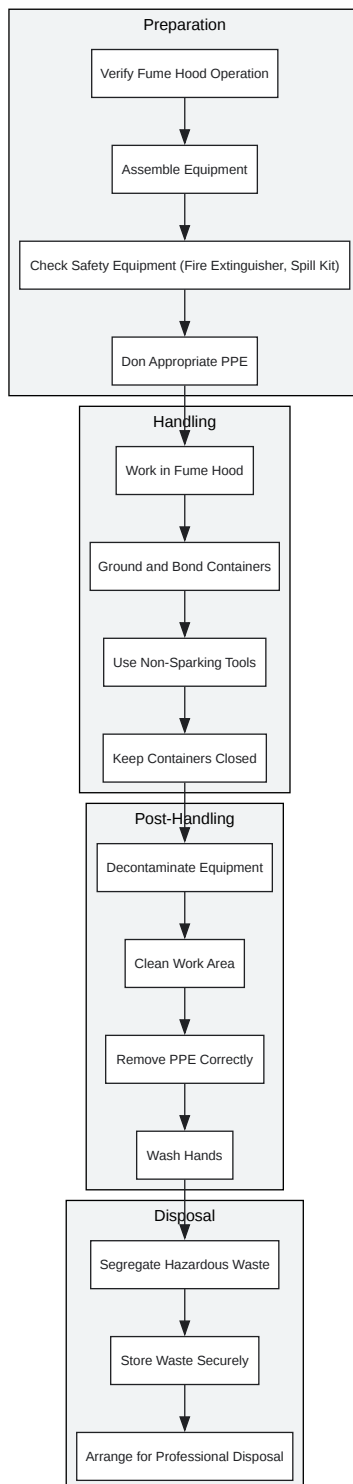 Preparation
Verify Fume Hood Operation
Assemble Equipment
Check Safety Equipment (Fire Extinguisher, Spill Kit)
Don Appropriate PPE
Handling
Work in Fume Hood
Ground and Bond Containers
Use Non-Sparking Tools
Keep Containers Closed
Post-Handling
Decontaminate Equipment
Clean Work Area
Remove PPE Correctly
Wash Hands
Disposal
Segregate Hazardous Waste
Store Waste Securely
Arrange for Professional Disposal